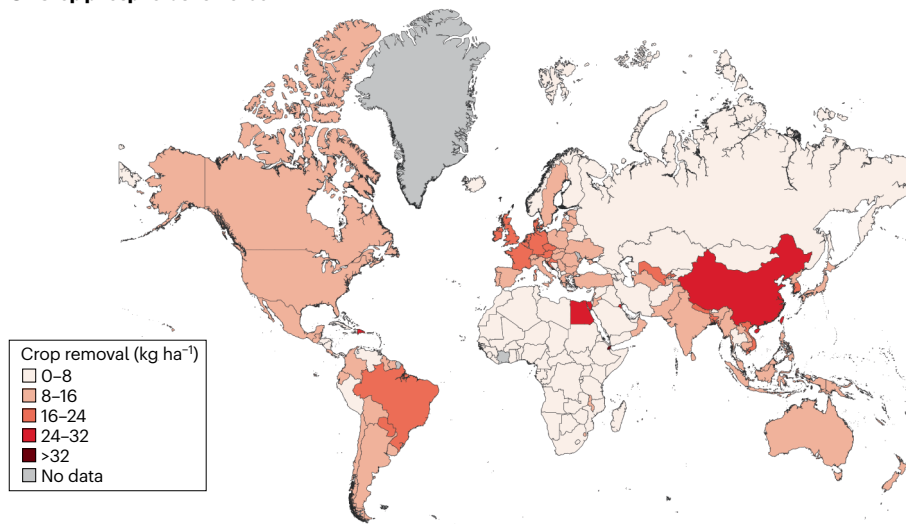 Crop removal (kg ha⁻¹)
0–8
8–16
16–24
24–32
>32
No data